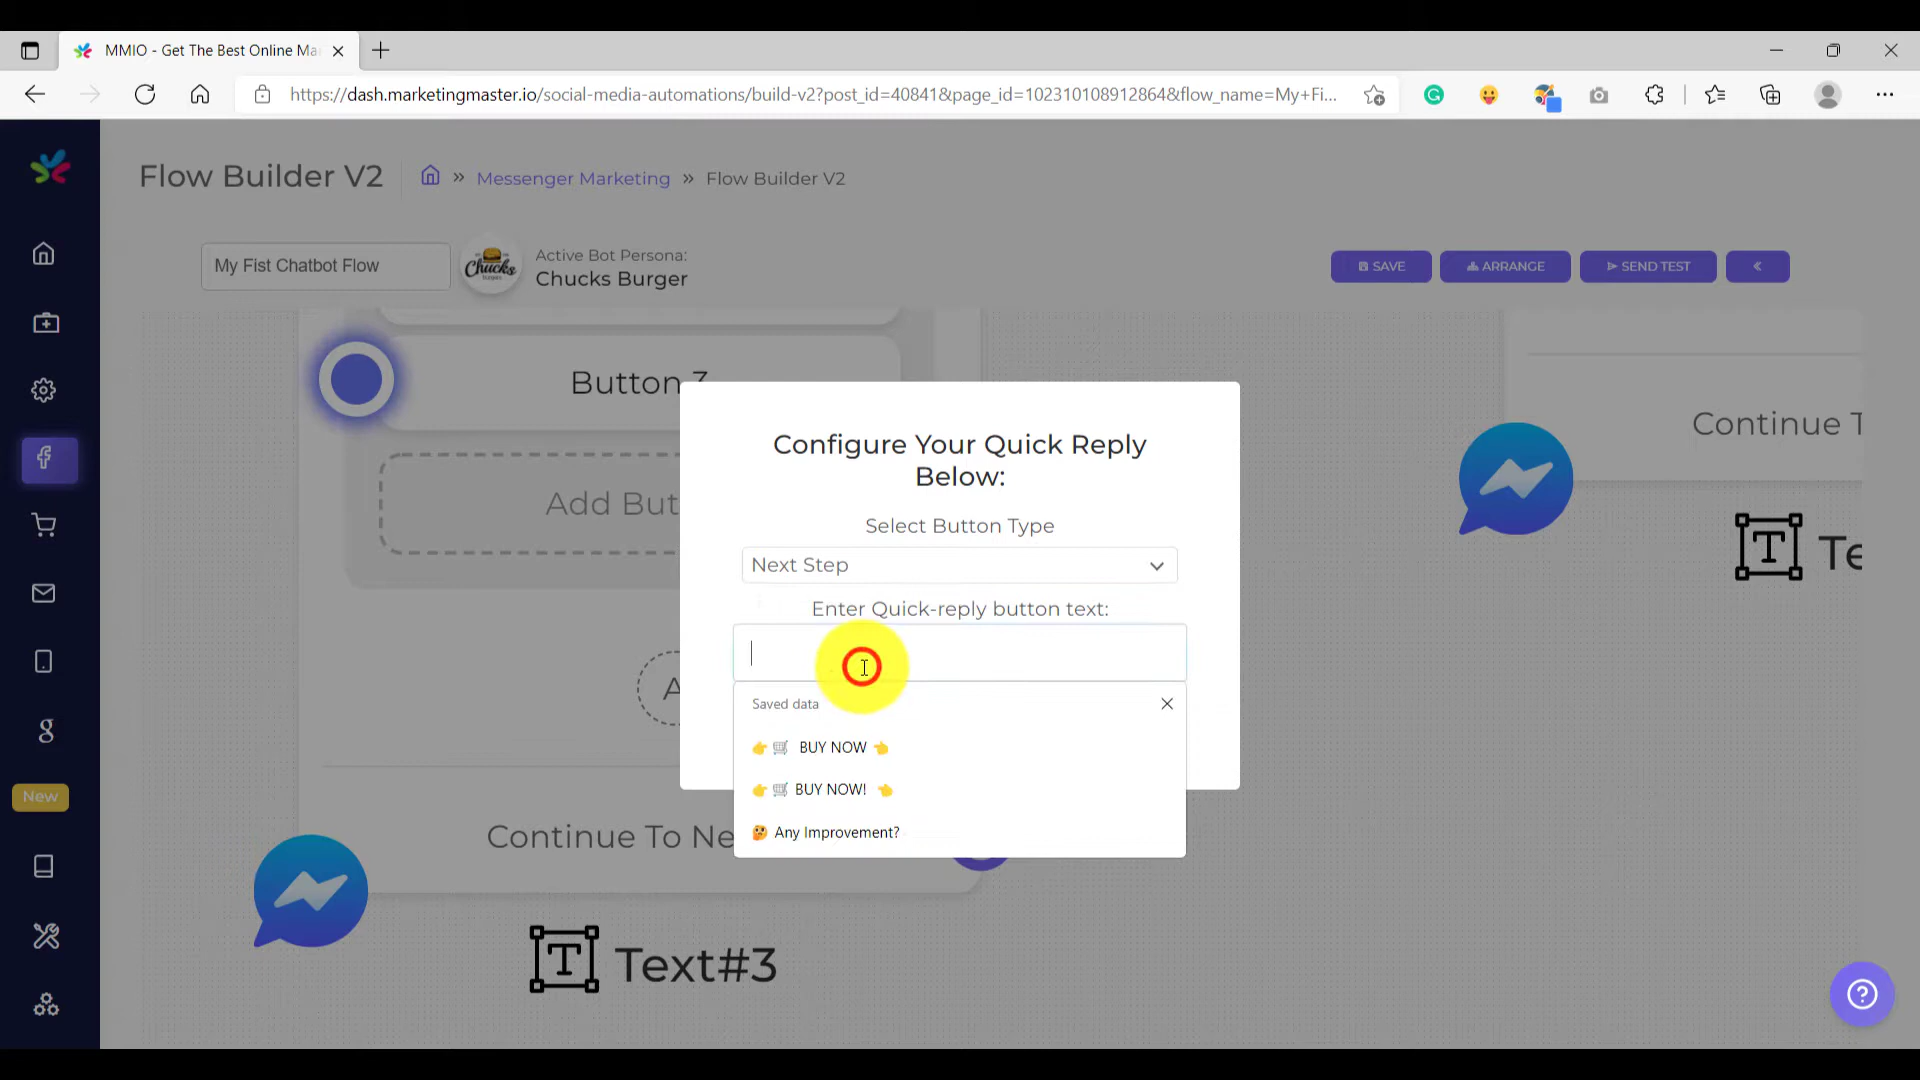 MMIO - Get The Best Online Ma
https://dash.marketingmaster.io/social-media-automations/build-v2?post_id=40841&page_id=102310108912864&flow_name=My+Fi...
Flow Builder V2
» Messenger Marketing » Flow Builder V2
My Fist Chatbot Flow
Chucks
Active Bot Persona:
Chucks Burger
SAVE
ARRANGE
SEND TEST
Button 3
Add But
Configure Your Quick Reply
Below:
Select Button Type
Next Step
Enter Quick-reply button text:
Saved data
👉 🛒 BUY NOW 👈
👉 🛒 BUY NOW! 👈
🤔 Any Improvement?
A
Continue To Ne
Text#3
Continue T
Te
New